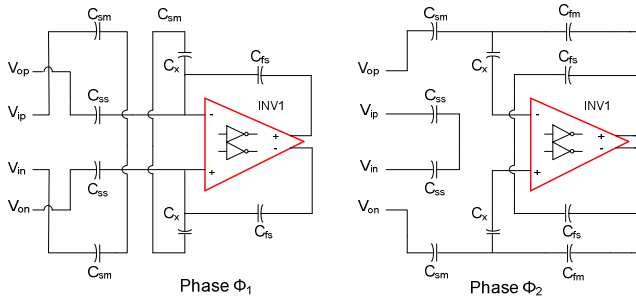 Csm
Csm
Cfs
Cx
Vop
Vip
Css
INV1
-
+
+
-
Vin
Von
Css
Cx
Cfs
Csm
Phase Φ1
Csm
Cfm
Cfs
Cx
Vop
Vip
Css
INV1
-
+
+
-
Vin
Css
Von
Cx
Cfs
Csm
Cfm
Phase Φ2